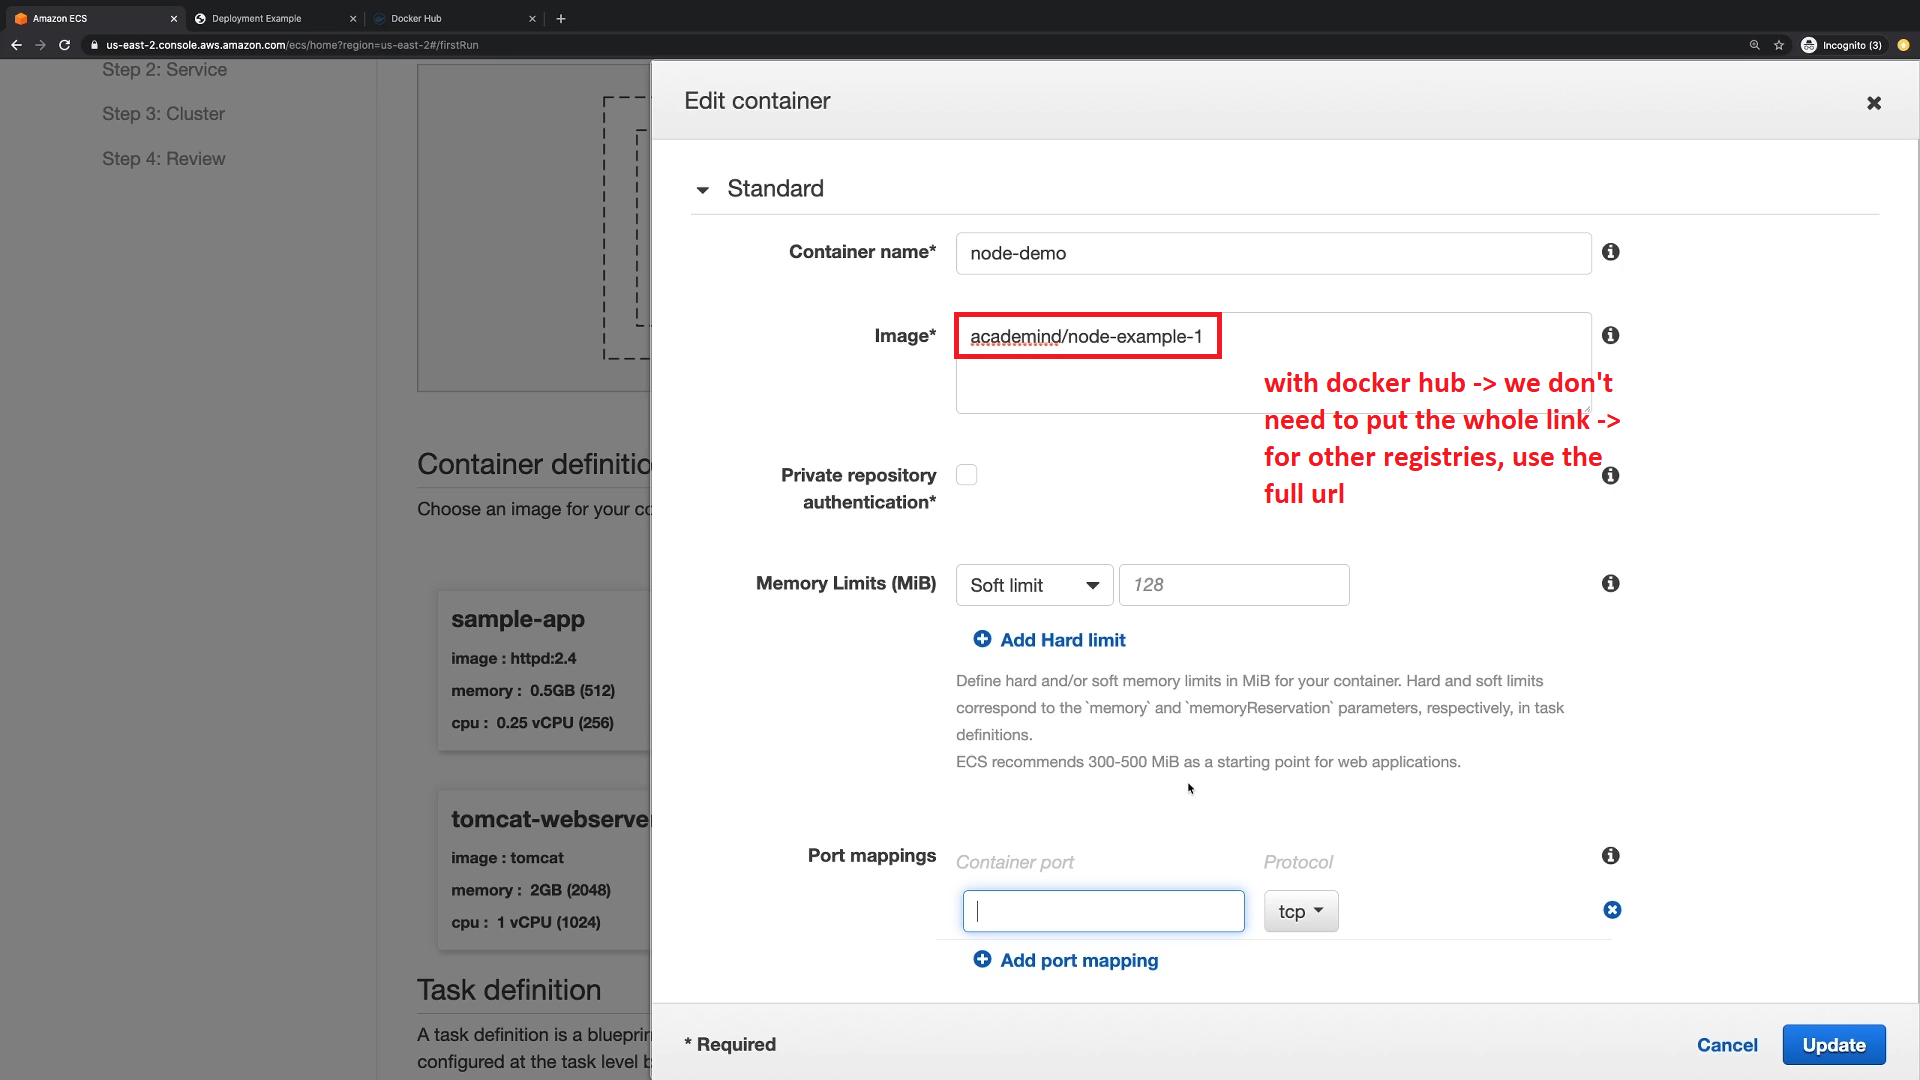 Amazon ECS
Deployment Example
Docker Hub
us-east-2.console.aws.amazon.com/ecs/home?region=us-east-2#/firstRun
Incognito (3)
Step 2: Service
Step 3: Cluster
Step 4: Review
Container definitio
Choose an image for your co
sample-app
image : httpd:2.4
memory : 0.5GB (512)
cpu : 0.25 vCPU (256)
tomcat-webserve
image : tomcat
memory : 2GB (2048)
cpu : 1 vCPU (1024)
Task definition
A task definition is a blueprin
configured at the task level b
Edit container
Standard
Container name*
node-demo
Image*
academind/node-example-1
with docker hub -> we don't
need to put the whole link ->
for other registries, use the
full url
Private repository
authentication*
Memory Limits (MiB)
Soft limit
128
Add Hard limit
Define hard and/or soft memory limits in MiB for your container. Hard and soft limits
correspond to the `memory` and `memoryReservation` parameters, respectively, in task
definitions.
ECS recommends 300-500 MiB as a starting point for web applications.
Port mappings
Container port
Protocol
tcp
Add port mapping
* Required
Cancel
Update